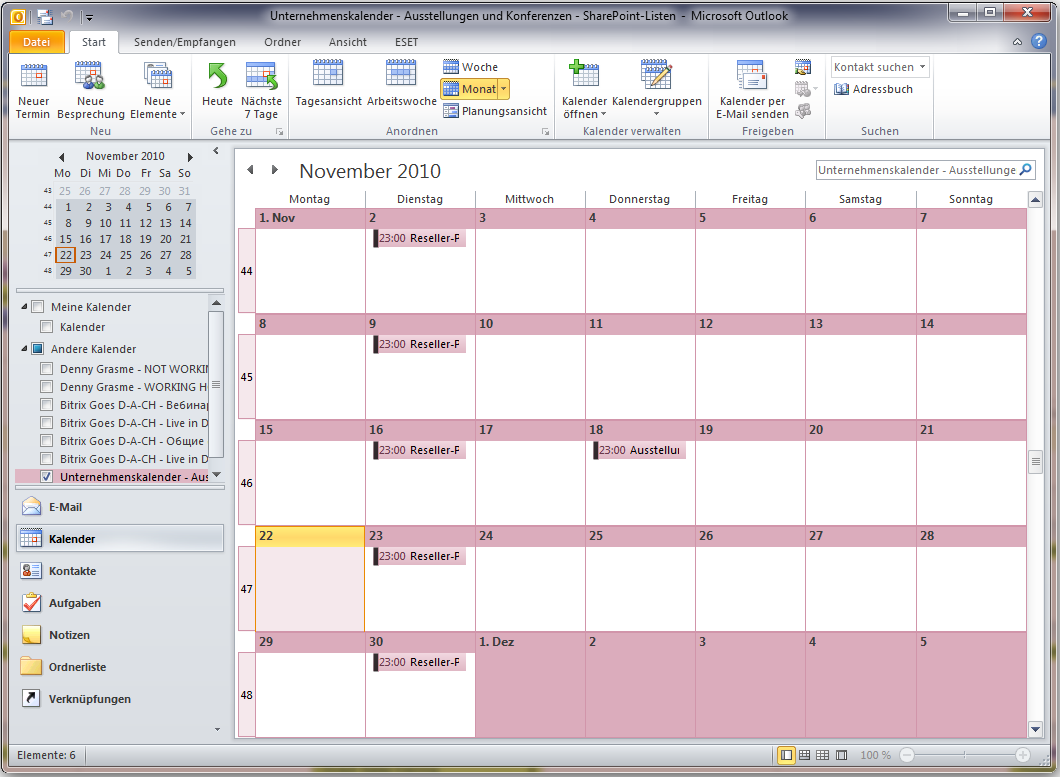 Unternehmenskalender - Ausstellungen und Konferenzen - SharePoint-Listen - Microsoft Outlook
Datei Start Senden/Empfangen Ordner Ansicht ESET
Neuer Termin
Neue Besprechung
Neue Elemente
Neu
Heute
Nächste 7 Tage
Gehe zu
Tagesansicht
Arbeitswoche
Woche
Monat
Planungsansicht
Anordnen
Kalender öffnen
Kalendergruppen
Kalender verwalten
Kalender per E-Mail senden
Freigeben
Kontakt suchen
Adressbuch
Suchen
November 2010
Mo Di Mi Do Fr Sa So
43 25 26 27 28 29 30 31
44 1 2 3 4 5 6 7
45 8 9 10 11 12 13 14
46 15 16 17 18 19 20 21
47 22 23 24 25 26 27 28
48 29 30 1 2 3 4 5
Meine Kalender
Kalender
Andere Kalender
Denny Grasme - NOT WORKIN
Denny Grasme - WORKING H
Bitrix Goes D-A-CH - Вебинар
Bitrix Goes D-A-CH - Live in D
Bitrix Goes D-A-CH - Общие
Bitrix Goes D-A-CH - Live in D
Unternehmenskalender - Aus
E-Mail
Kalender
Kontakte
Aufgaben
Notizen
Ordnerliste
Verknüpfungen
November 2010
Unternehmenskalender - Ausstellunge
Montag Dienstag Mittwoch Donnerstag Freitag Samstag Sonntag
1. Nov 2 3 4 5 6 7
23:00 Reseller-F
44
8 9 10 11 12 13 14
23:00 Reseller-F
45
15 16 17 18 19 20 21
23:00 Reseller-F 23:00 Ausstellun
46
22 23 24 25 26 27 28
23:00 Reseller-F
47
29 30 1. Dez 2 3 4 5
23:00 Reseller-F
48
Elemente: 6
100 %